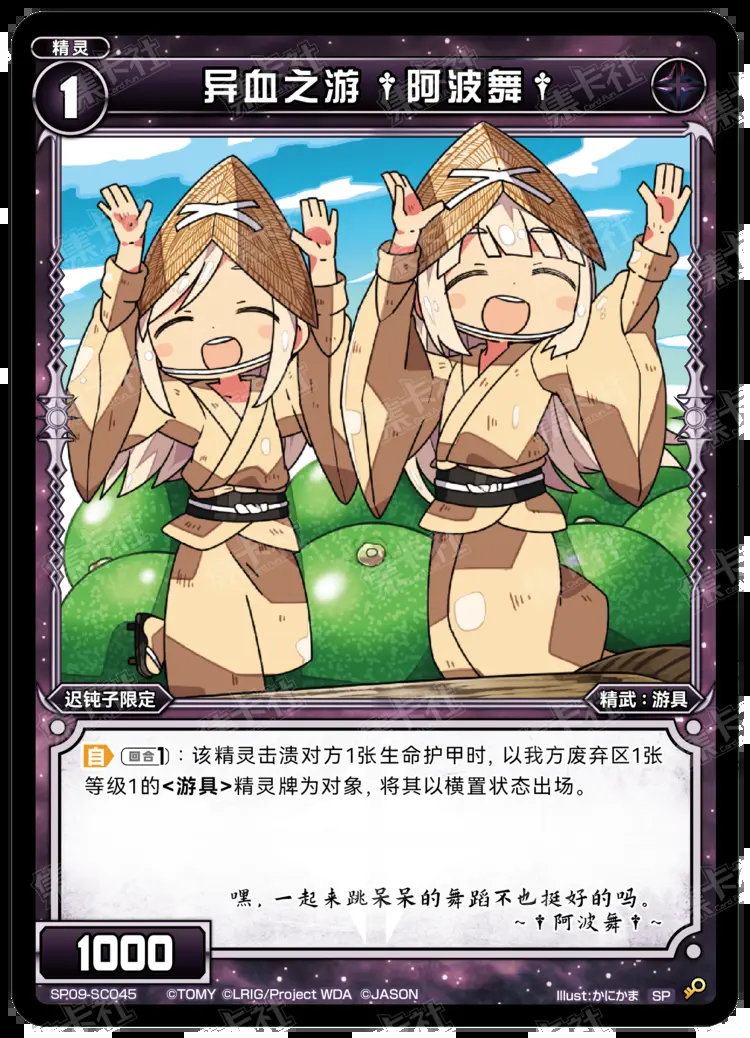 精灵
1
异血之游 †阿波舞†
迟钝子限定
精武：游具
自 回合1：该精灵击溃对方1张生命护甲时, 以我方废弃区1张
等级1的<游具>精灵牌为对象, 将其以横置状态出场。
嘿, 一起来跳呆呆的舞蹈不也挺好的吗。
~†阿波舞†~
1000
SP09-SC045 ©TOMY ©LRIG/Project WDA ©JASON
Illust:かにかま SP
集卡社